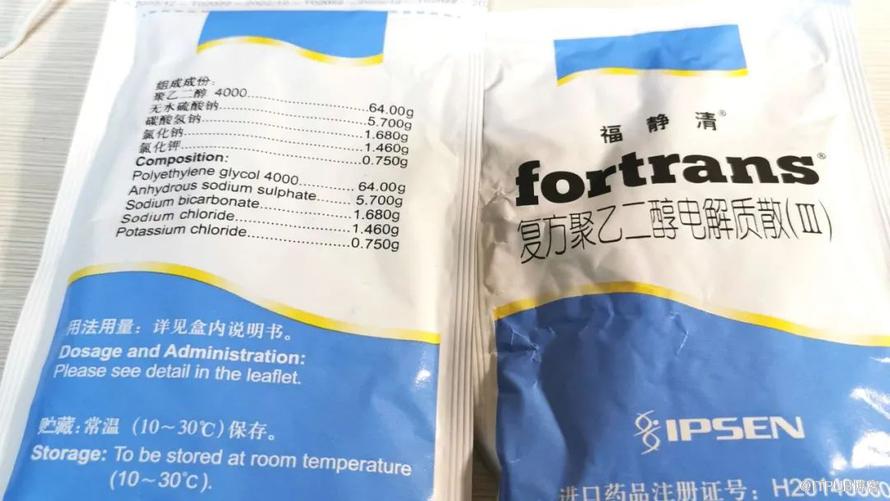 组成成份:
聚乙二醇 4000..................64.00g
无水硫酸钠..................5.700g
碳酸氢钠..................1.680g
氯化钠..................1.460g
氯化钾..................0.750g
Composition:
Polyethylene glycol 4000..........64.00g
Anhydrous sodium sulphate......5.700g
Sodium bicarbonate..................1.680g
Sodium chloride..................1.460g
Potassium chloride..................0.750g
用法用量：详见盒内说明书。
Dosage and Administration:
Please see detail in the leaflet.
贮藏:常温（10～30℃）保存。
Storage: To be stored at room temperature
(10～30℃).
福静清®
fortrans®
复方聚乙二醇电解质散(Ⅲ)
IPSEN
进口药品注册证号：